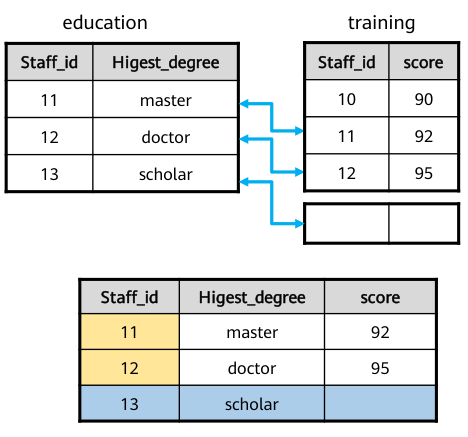 education training
Staff_id Higest_degree Staff_id score
11 master 10 90
12 doctor 11 92
13 scholar 12 95
Staff_id Higest_degree score
11 master 92
12 doctor 95
13 scholar